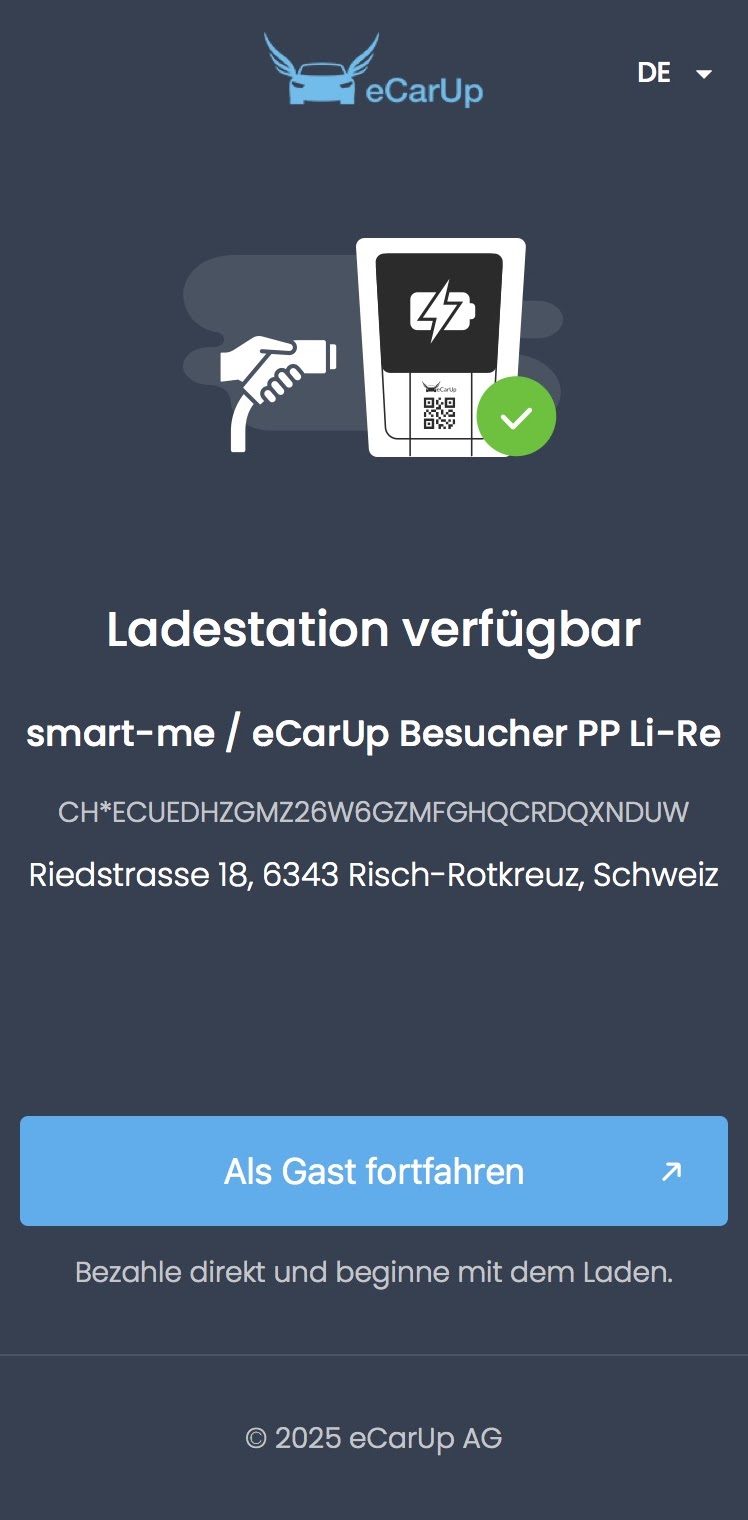 eCarUp
DE
eCarUp
Ladestation verfügbar
smart-me / eCarUp Besucher PP Li-Re
CH*ECUEDHZGMZ26W6GZMFGHQCRDQXNDUW
Riedstrasse 18, 6343 Risch-Rotkreuz, Schweiz
Als Gast fortfahren
Bezahle direkt und beginne mit dem Laden.
© 2025 eCarUp AG